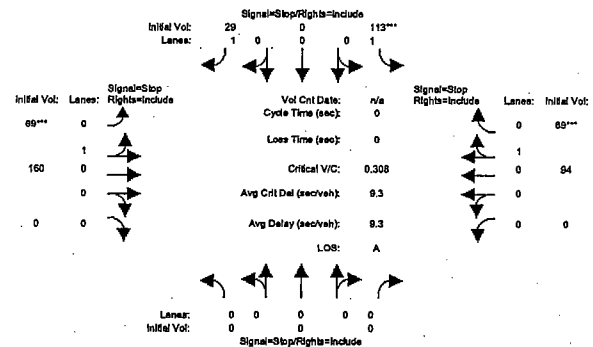 Signal=Stop/Rights=Include
Initial Vol: 29 0 113***
Lanes: 1 0 0 0 1
Signal=Stop Signal=Stop
Initial Vol: Lanes: Rights=Include Vol Cnt Date: n/a Rights=Include Lanes: Initial Vol:
Cycle Time (sec): 0
69*** 0 0 69***
Loss Time (sec): 0
1 1
160 0 Critical V/C: 0.308 0 94
0 Avg Crit Del (sec/veh): 9.3 0
0 0 Avg Delay (sec/veh): 9.3 0 0
LOS: A
Lanes: 0 0 0 0 0
Initial Vol: 0 0 0
Signal=Stop/Rights=Include